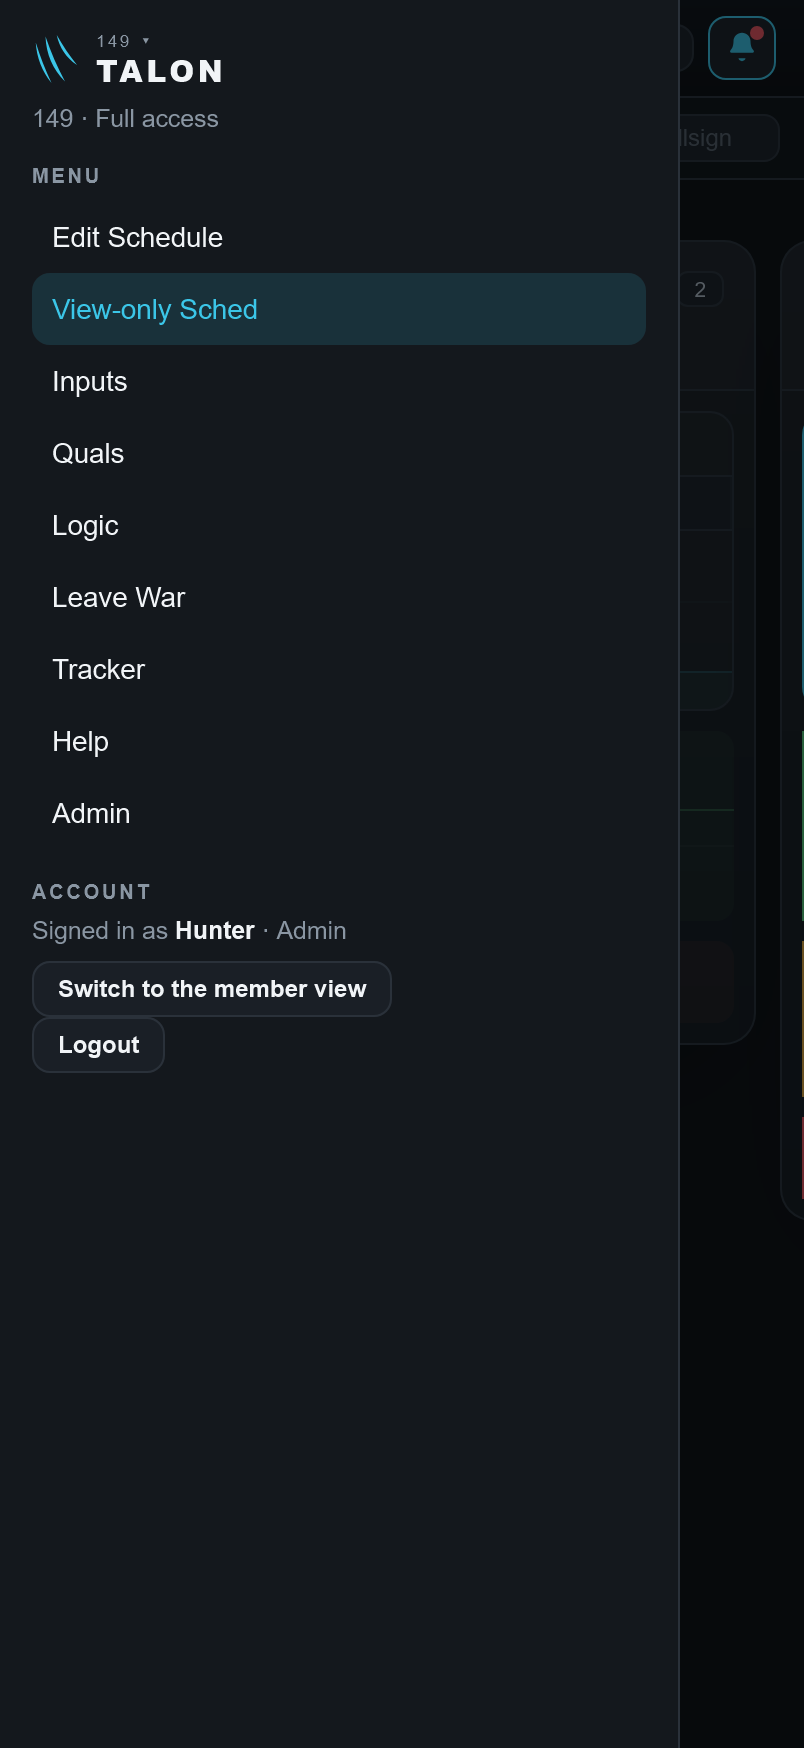 149 ▾
TALON
149 · Full access
MENU
Edit Schedule
View-only Sched
Inputs
Quals
Logic
Leave War
Tracker
Help
Admin
ACCOUNT
Signed in as Hunter · Admin
Switch to the member view
Logout
2